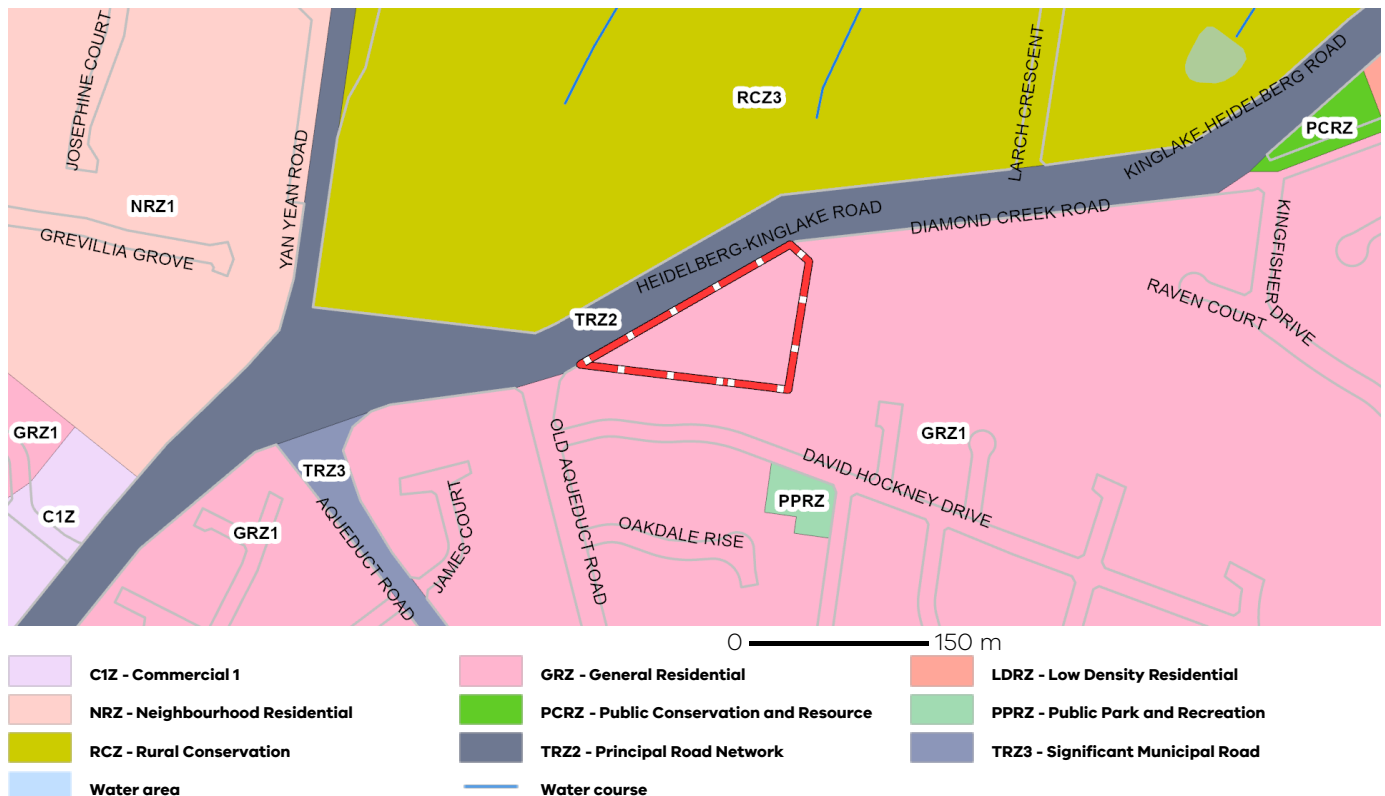 JOSEPHINE COURT
RCZ3
LARCH CRESCENT
KINGLAKE-HEIDELBERG ROAD
PCRZ
YAN YEAN ROAD
NRZ1
GREVILLIA GROVE
HEIDELBERG-KINGLAKE ROAD
DIAMOND CREEK ROAD
KINGFISHER DRIVE
RAVEN COURT
TRZ2
GRZ1
C1Z
TRZ3
GRZ1
AQUEDUCT ROAD
JAMES COURT
OLD AQUEDUCT ROAD
OAKDALE RISE
PPRZ
DAVID HOCKNEY DRIVE
GRZ1
0 150 m
C1Z - Commercial 1
GRZ - General Residential
LDRZ - Low Density Residential
NRZ - Neighbourhood Residential
PCRZ - Public Conservation and Resource
PPRZ - Public Park and Recreation
RCZ - Rural Conservation
TRZ2 - Principal Road Network
TRZ3 - Significant Municipal Road
Water area
Water course